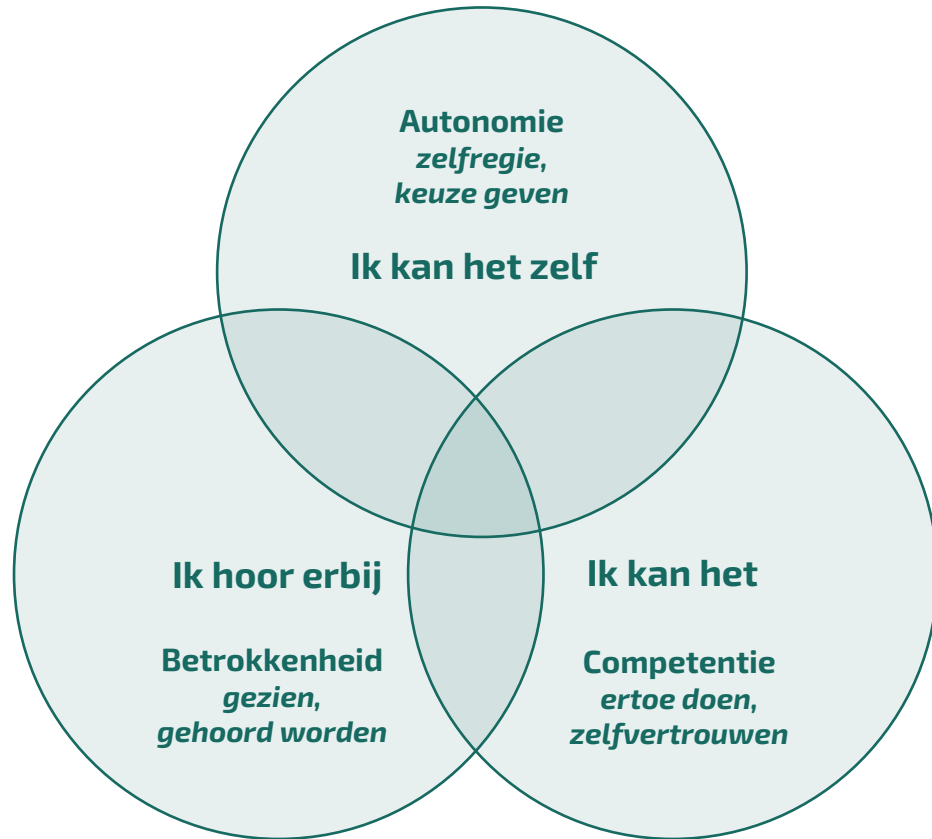 Autonomie
zelfregie,
keuze geven
Ik kan het zelf
Ik hoor erbij
Betrokkenheid
gezien,
gehoord worden
Ik kan het
Competentie
ertoe doen,
zelfvertrouwen